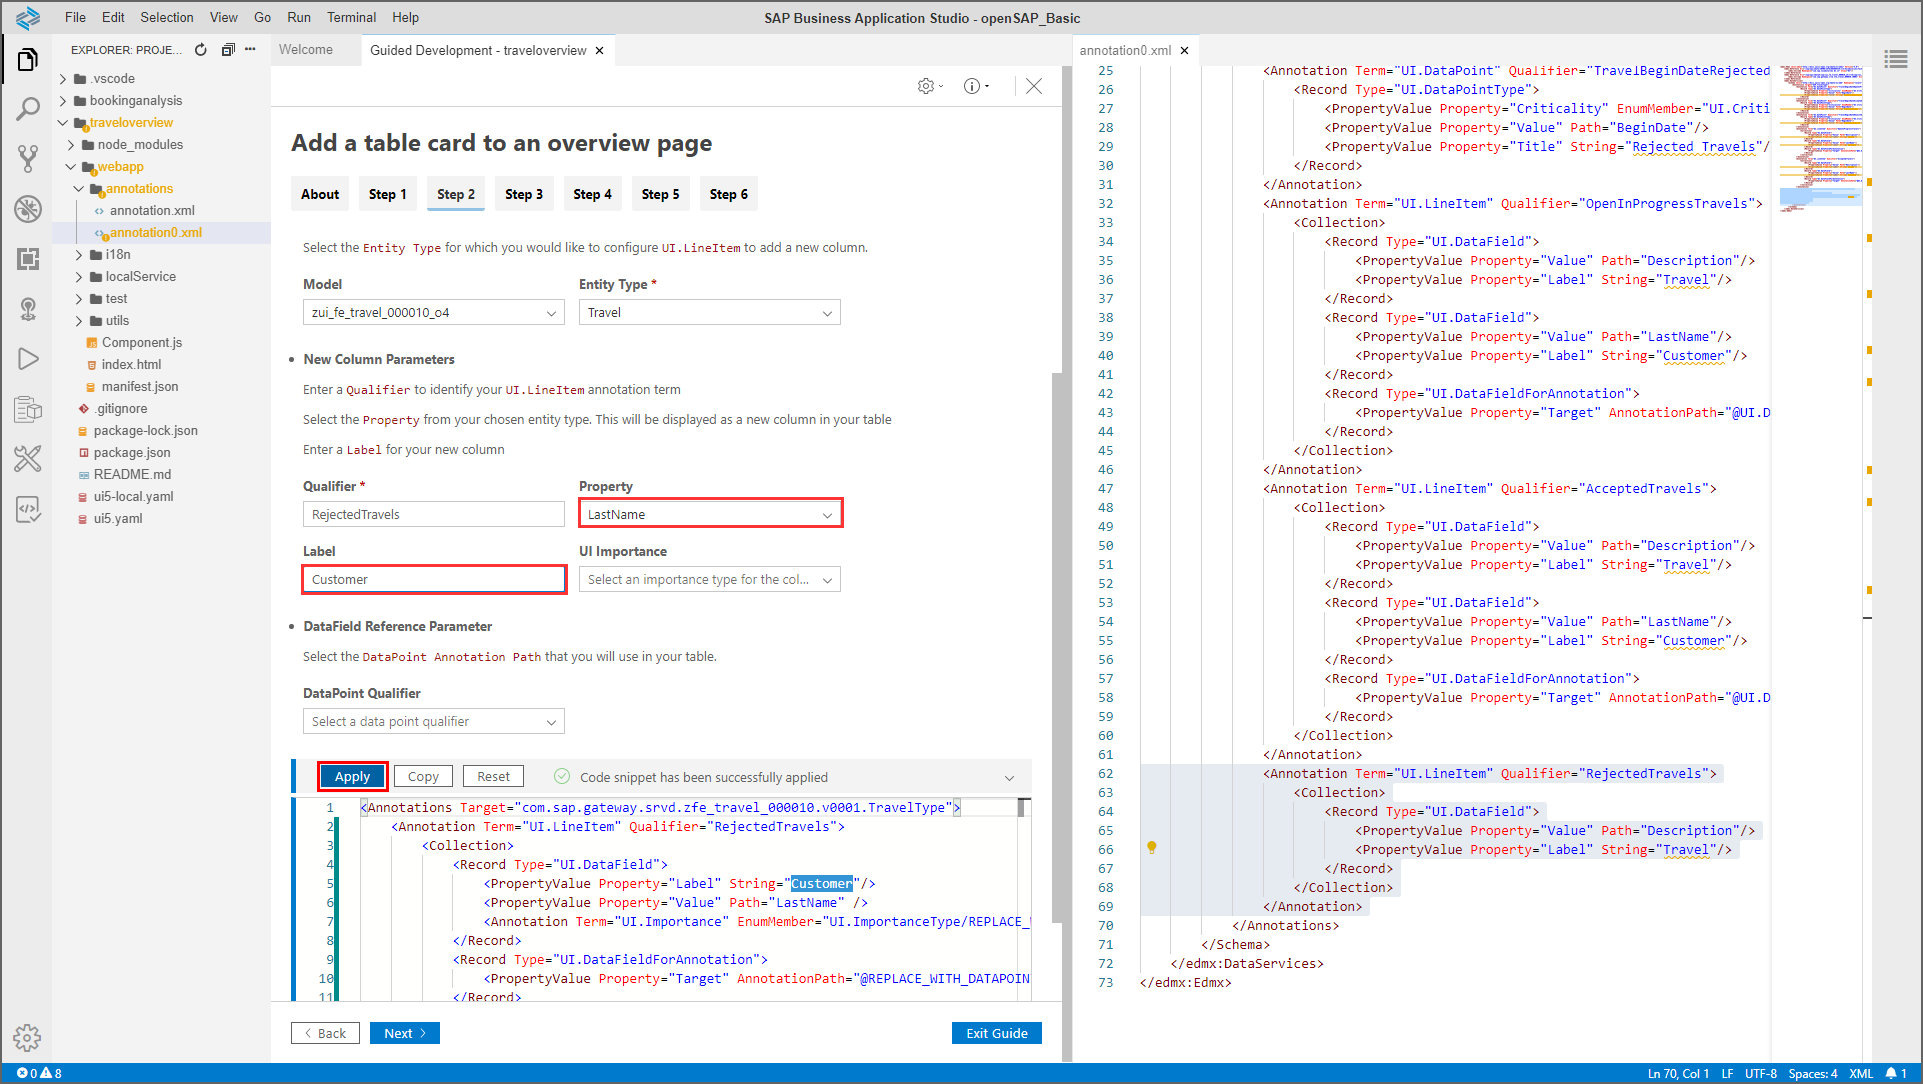 File Edit Selection View Go Run Terminal Help
SAP Business Application Studio - openSAP_Basic
EXPLORER: PROJE...
.vscode
bookinganalysis
traveloverview
node_modules
webapp
annotations
annotation.xml
annotation0.xml
i18n
localService
test
utils
Component.js
index.html
manifest.json
.gitignore
package-lock.json
package.json
README.md
ui5-local.yaml
ui5.yaml
Welcome
Guided Development - traveloverview
Add a table card to an overview page
About Step 1 Step 2 Step 3 Step 4 Step 5 Step 6
Select the Entity Type for which you would like to configure UI.LineItem to add a new column.
Model Entity Type *
zui_fe_travel_000010_o4 Travel
New Column Parameters
Enter a Qualifier to identify your UI.LineItem annotation term
Select the Property from your chosen entity type. This will be displayed as a new column in your table
Enter a Label for your new column
Qualifier * Property
RejectedTravels LastName
Label UI Importance
Customer Select an importance type for the col...
DataField Reference Parameter
Select the DataPoint Annotation Path that you will use in your table.
DataPoint Qualifier
Select a data point qualifier
Apply Copy Reset Code snippet has been successfully applied
1 <Annotations Target="com.sap.gateway.srvd.zfe_travel_000010.v0001.TravelType">
2 <Annotation Term="UI.LineItem" Qualifier="RejectedTravels">
3 <Collection>
4 <Record Type="UI.DataField">
5 <PropertyValue Property="Label" String="Customer"/>
6 <PropertyValue Property="Value" Path="LastName" />
7 <Annotation Term="UI.Importance" EnumMember="UI.ImportanceType/REPLACE_
8 </Record>
9 <Record Type="UI.DataFieldForAnnotation">
10 <PropertyValue Property="Target" AnnotationPath="@REPLACE_WITH_DATAPOIN
11 </Record>
Back Next Exit Guide
annotation0.xml
25 <Annotation Term="UI.DataPoint" Qualifier="TravelBeginDateRejected
26 <Record Type="UI.DataPointType">
27 <PropertyValue Property="Criticality" EnumMember="UI.Criti
28 <PropertyValue Property="Value" Path="BeginDate"/>
29 <PropertyValue Property="Title" String="Rejected Travels"/
30 </Record>
31 </Annotation>
32 <Annotation Term="UI.LineItem" Qualifier="OpenInProgressTravels">
33 <Collection>
34 <Record Type="UI.DataField">
35 <PropertyValue Property="Value" Path="Description"/>
36 <PropertyValue Property="Label" String="Travel"/>
37 </Record>
38 <Record Type="UI.DataField">
39 <PropertyValue Property="Value" Path="LastName"/>
40 <PropertyValue Property="Label" String="Customer"/>
41 </Record>
42 <Record Type="UI.DataFieldForAnnotation">
43 <PropertyValue Property="Target" AnnotationPath="@UI.D
44 </Record>
45 </Collection>
46 </Annotation>
47 <Annotation Term="UI.LineItem" Qualifier="AcceptedTravels">
48 <Collection>
49 <Record Type="UI.DataField">
50 <PropertyValue Property="Value" Path="Description"/>
51 <PropertyValue Property="Label" String="Travel"/>
52 </Record>
53 <Record Type="UI.DataField">
54 <PropertyValue Property="Value" Path="LastName"/>
55 <PropertyValue Property="Label" String="Customer"/>
56 </Record>
57 <Record Type="UI.DataFieldForAnnotation">
58 <PropertyValue Property="Target" AnnotationPath="@UI.D
59 </Record>
60 </Collection>
61 </Annotation>
62 <Annotation Term="UI.LineItem" Qualifier="RejectedTravels">
63 <Collection>
64 <Record Type="UI.DataField">
65 <PropertyValue Property="Value" Path="Description"/>
66 <PropertyValue Property="Label" String="Travel"/>
67 </Record>
68 </Collection>
69 </Annotation>
70 </Annotations>
71 </Schema>
72 </edmx:DataServices>
73 </edmx:Edmx>
0 8 Ln 70, Col 1 LF UTF-8 Spaces: 4 XML 1